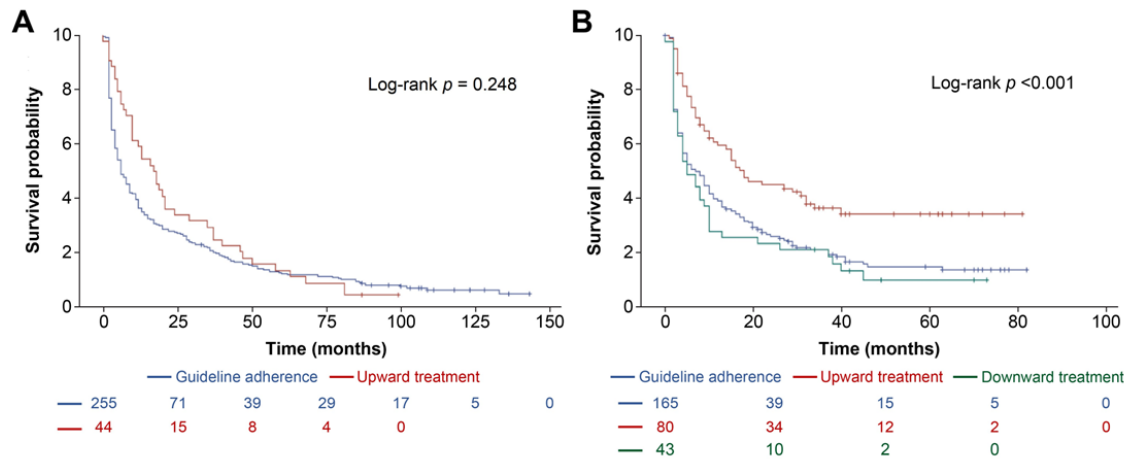 A
Survival probability
10
8
6
4
2
0
Log-rank p = 0.248
0 25 50 75 100 125 150
Time (months)
Guideline adherence Upward treatment
255 71 39 29 17 5 0
44 15 8 4 0
B
Survival probability
10
8
6
4
2
0
Log-rank p <0.001
0 20 40 60 80 100
Time (months)
Guideline adherence Upward treatment Downward treatment
165 39 15 5 0
80 34 12 2 0
43 10 2 0